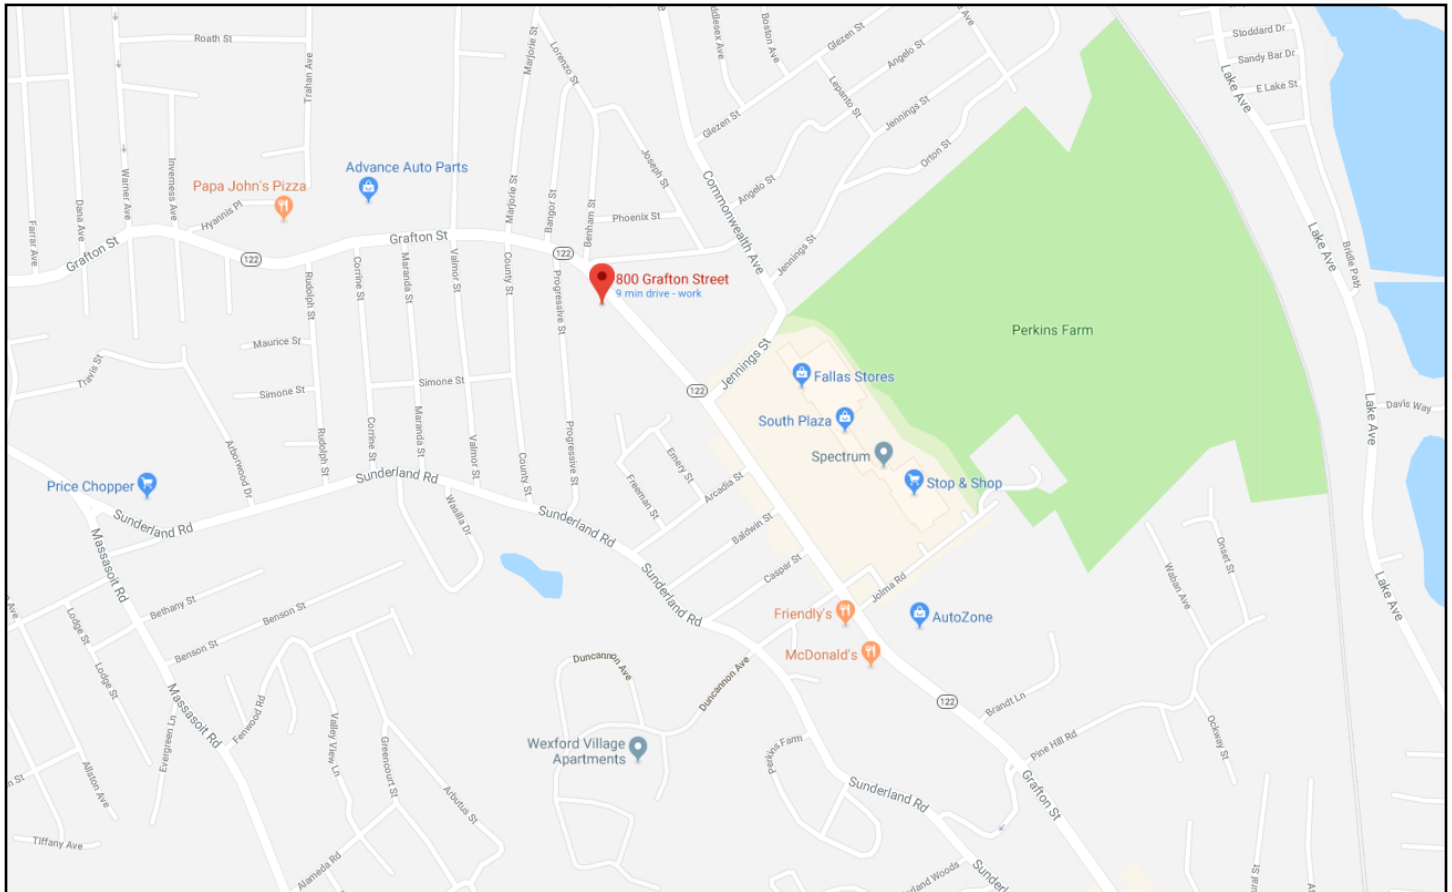 Roath St
Trahan Ave
Marjorie St
Lorenzo St
Boston Ave
Glezen St
Angelo St
Lepanto St
Jennings St
Glezen St
Orton St
Stoddard Dr
Sandy Bar Dr
E Lake St
Lake Ave
Advance Auto Parts
Papa John's Pizza
Hyannis Pl
Warner Ave
Inverness Ave
Farrar Ave
Dana Ave
Grafton St
122
Grafton St
Marjorie St
Bangor St
Benham St
Joseph St
Phoenix St
Angelo St
Commonwealth Ave
Jennings St
Lake Ave
Bridle Path
122
800 Grafton Street
9 min drive - work
Rudolph St
Corrine St
Maranda St
Valmor St
County St
Progressive St
Perkins Farm
Maurice St
Travis St
Simone St
Simone St
122
Jennings St
Fallas Stores
South Plaza
Spectrum
Stop & Shop
Lake Ave
Davis Way
Arborwood Dr
Rudolph St
Corrine St
Maranda St
Valmor St
County St
Progressive St
Price Chopper
Sunderland Rd
Sunderland Rd
Wasilla Dr
Sunderland Rd
Emery St
Freeman St
Arcadia St
Baldwin St
Caspar St
Massasoit Rd
Bethany St
Benson St
Benson St
Lodge St
Lodge St
Sunderland Rd
Friendly's
Jolma Rd
AutoZone
McDonald's
Waban Ave
Onset St
Lake Ave
Duncannon Ave
Duncannon Ave
Massasoit Rd
Fenwood Rd
Evergreen Ln
Valley View Ln
Greencourt St
Arbutus St
Allston Ave
Tiffany Ave
Alameda Rd
Wexford Village
Apartments
Perkins Farm
122
Brandt Ln
Pine Hill Rd
Ockway St
Sunderland Rd
Grafton St